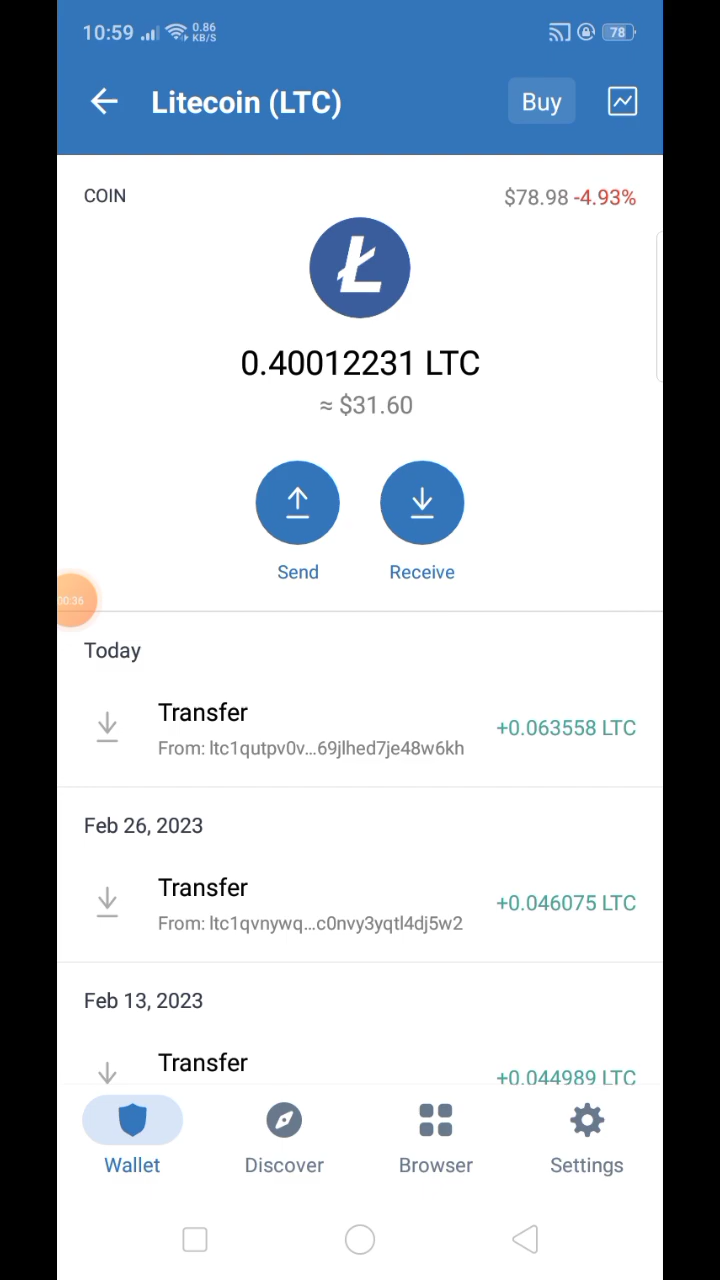 10:59 0.86 KB/S 78
Litecoin (LTC) Buy
COIN $78.98 -4.93%
0.40012231 LTC
≈ $31.60
Send Receive
00:36
Today
Transfer
+0.063558 LTC
From: ltc1qutpv0v...69jlhed7je48w6kh
Feb 26, 2023
Transfer
+0.046075 LTC
From: ltc1qvnywq...c0nvy3yqtl4dj5w2
Feb 13, 2023
Transfer
+0.044989 LTC
Wallet Discover Browser Settings